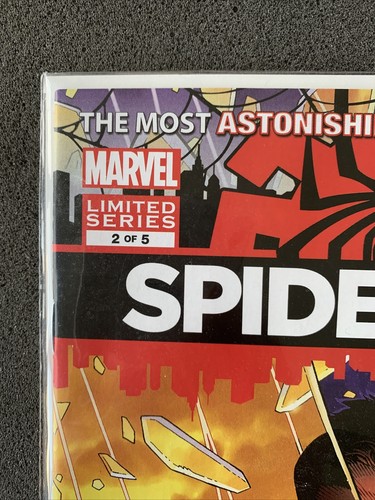 THE MOST ASTONISHI
MARVEL
LIMITED
SERIES
2 OF 5
SPIDE